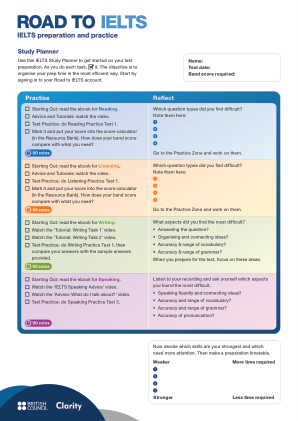 ROAD TO IELTS
IELTS preparation and practice
Study Planner
Use this IELTS Study Planner to get started on your test
preparation. As you do each task, it. The objective is to
organise your prep time in the most efficient way. Start by
signing in to your Road to IELTS account.
Name:
Test date:
Band score required:
Practise
Reflect
Starting Out: read the ebook for Reading.
Advice and Tutorials: watch the video.
Test Practice: do Reading Practice Test 1.
Mark it and put your score into the score calculator
(in the Resource Bank). How does your band score
compare with what you need?
90 mins
Which question types did you find difficult?
Note them here:
Go to the Practice Zone and work on them.
Starting Out: read the ebook for Listening.
Advice and Tutorials: watch the video.
Test Practice: do Listening Practice Test 1.
Mark it and put your score into the score calculator
(in the Resource Bank). How does your band score
compare with what you need?
90 mins
Which question types did you find difficult?
Note them here:
Go to the Practice Zone and work on them.
Starting Out: read the ebook for Writing.
Watch the 'Tutorial: Writing Task 1' video.
Watch the 'Tutorial: Writing Task 2' video.
Test Practice: do Writing Practice Test 1, then
compare your answers with the sample answers
provided.
90 mins
What aspects did you find the most difficult?
• Answering the question?
• Organising and connecting ideas?
• Accuracy & range of vocabulary?
• Accuracy & range of grammar?
When you prepare for the test, focus on these areas.
Starting Out: read the ebook for Speaking.
Watch the 'IELTS Speaking Advice' video.
Watch the 'Advice: What do I talk about?' video.
Test Practice: do Speaking Practice Test 5.
90 mins
Listen to your recording and ask yourself which aspects
you found the most difficult.
• Speaking fluently and connecting ideas?
• Accuracy and range of vocabulary?
• Accuracy and range of grammar?
• Accuracy of pronunciation?
Now decide which skills are your strongest and which
need more attention. Then make a preparation timetable.
Weaker More time required
1
2
3
4
Stronger Less time required
BRITISH
COUNCIL
Clarity